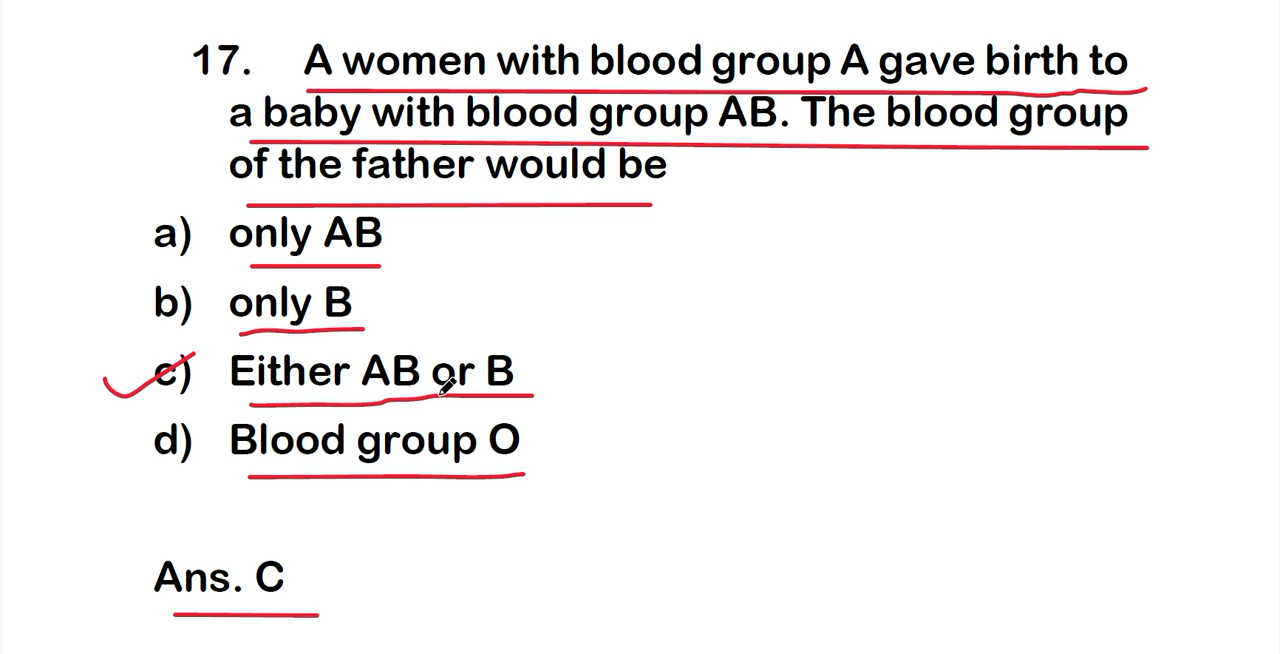 17. A women with blood group A gave birth to
a baby with blood group AB. The blood group
of the father would be
a) only AB
b) only B
c) Either AB or B
d) Blood group O
Ans. C